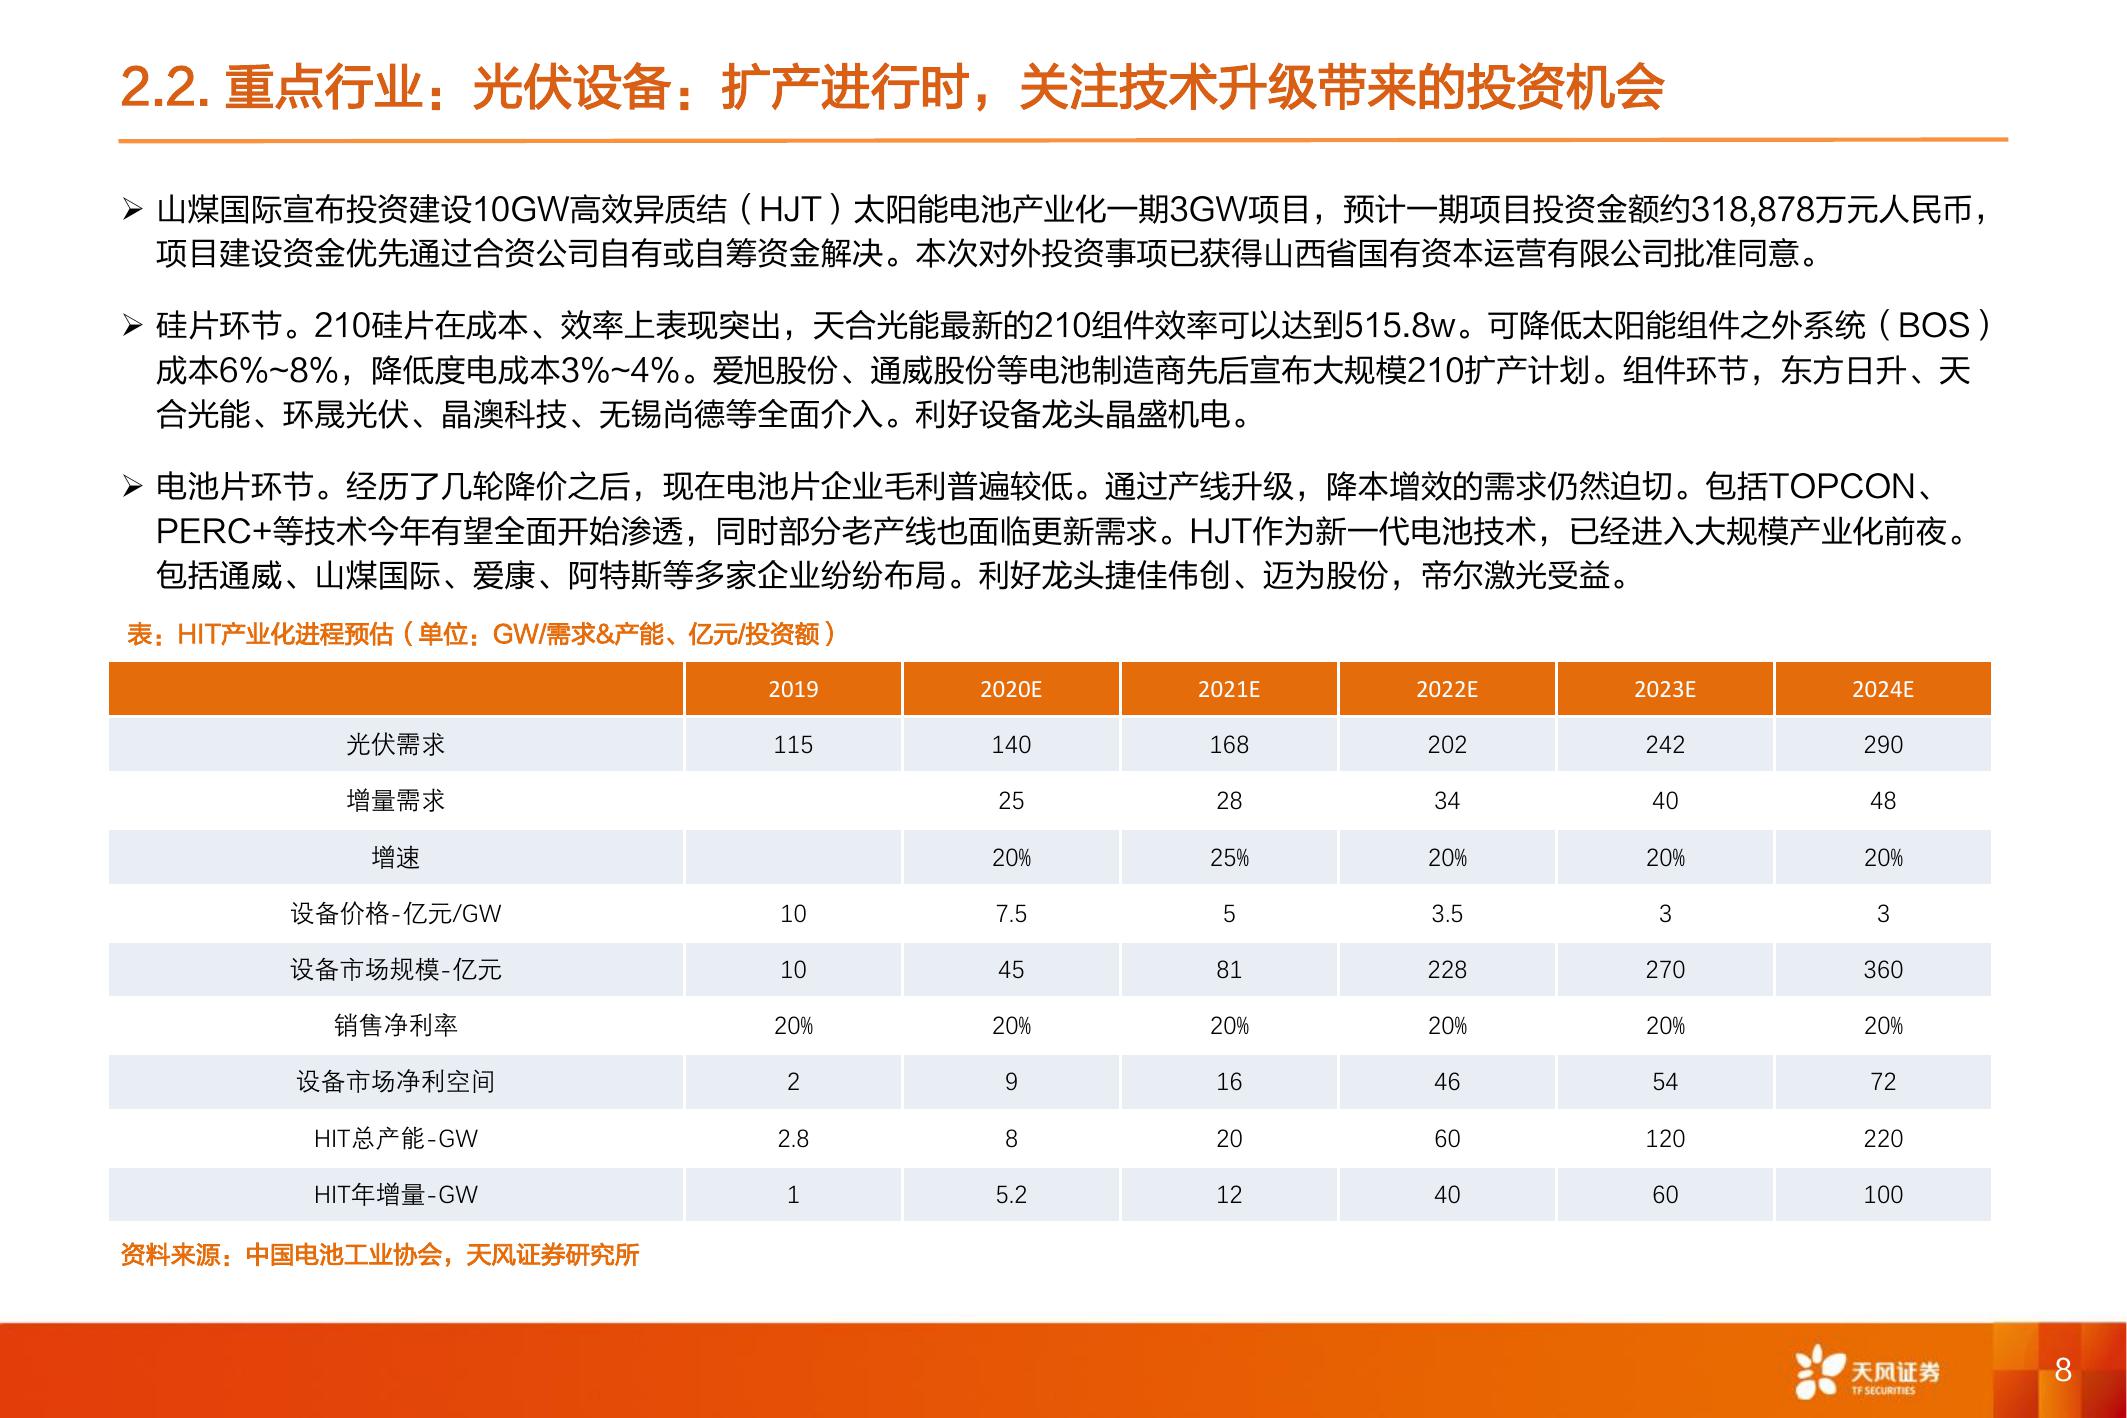 2.2. 重点行业：光伏设备：扩产进行时，关注技术升级带来的投资机会
➢ 山煤国际宣布投资建设10GW高效异质结（HJT）太阳能电池产业化一期3GW项目，预计一期项目投资金额约318,878万元人民币，
项目建设资金优先通过合资公司自有或自筹资金解决。本次对外投资事项已获得山西省国有资本运营有限公司批准同意。
➢ 硅片环节。210硅片在成本、效率上表现突出，天合光能最新的210组件效率可以达到515.8w。可降低太阳能组件之外系统（BOS）
成本6%~8%，降低度电成本3%~4%。爱旭股份、通威股份等电池制造商先后宣布大规模210扩产计划。组件环节，东方日升、天
合光能、环晟光伏、晶澳科技、无锡尚德等全面介入。利好设备龙头晶盛机电。
➢ 电池片环节。经历了几轮降价之后，现在电池片企业毛利普遍较低。通过产线升级，降本增效的需求仍然迫切。包括TOPCON、
PERC+等技术今年有望全面开始渗透，同时部分老产线也面临更新需求。HJT作为新一代电池技术，已经进入大规模产业化前夜。
包括通威、山煤国际、爱康、阿特斯等多家企业纷纷布局。利好龙头捷佳伟创、迈为股份，帝尔激光受益。
表：HIT产业化进程预估（单位：GW/需求&产能、亿元/投资额）
2019 2020E 2021E 2022E 2023E 2024E
光伏需求 115 140 168 202 242 290
增量需求 25 28 34 40 48
增速 20% 25% 20% 20% 20%
设备价格-亿元/GW 10 7.5 5 3.5 3 3
设备市场规模-亿元 10 45 81 228 270 360
销售净利率 20% 20% 20% 20% 20% 20%
设备市场净利空间 2 9 16 46 54 72
HIT总产能-GW 2.8 8 20 60 120 220
HIT年增量-GW 1 5.2 12 40 60 100
资料来源：中国电池工业协会，天风证券研究所
天风证券
TF SECURITIES
8